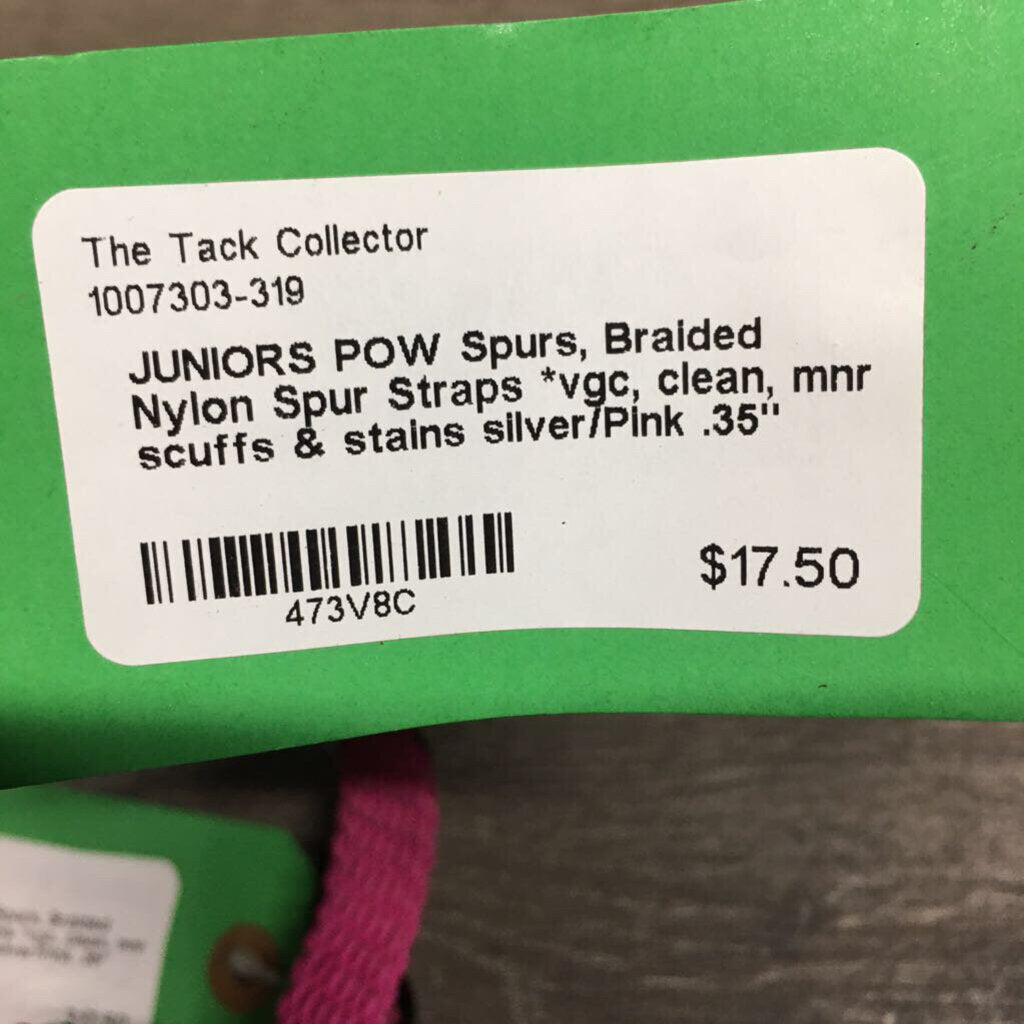 The Tack Collector
1007303-319
JUNIORS POW Spurs, Braided
Nylon Spur Straps *vgc, clean, mnr
scuffs & stains silver/Pink .35"
473V8C
$17.50